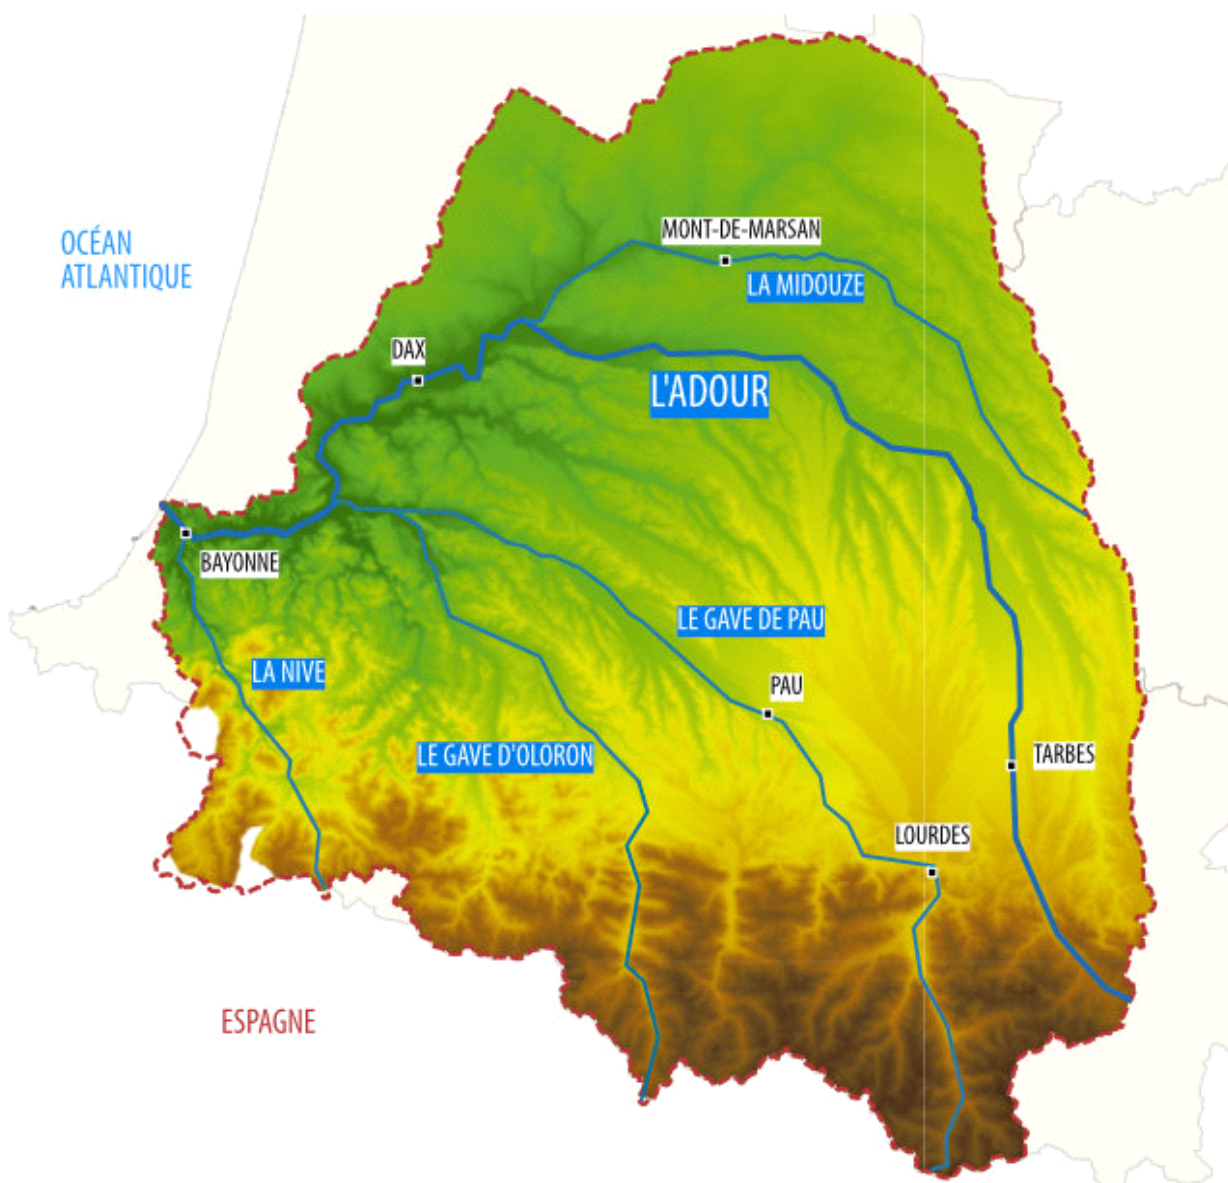 MONT-DE-MARSAN
OCÉAN
ATLANTIQUE
LA MIDOUZE
DAX
L'ADOUR
BAYONNE
LE GAVE DE PAU
LA NIVE
PAU
LE GAVE D'OLORON
TARBES
LOURDES
ESPAGNE